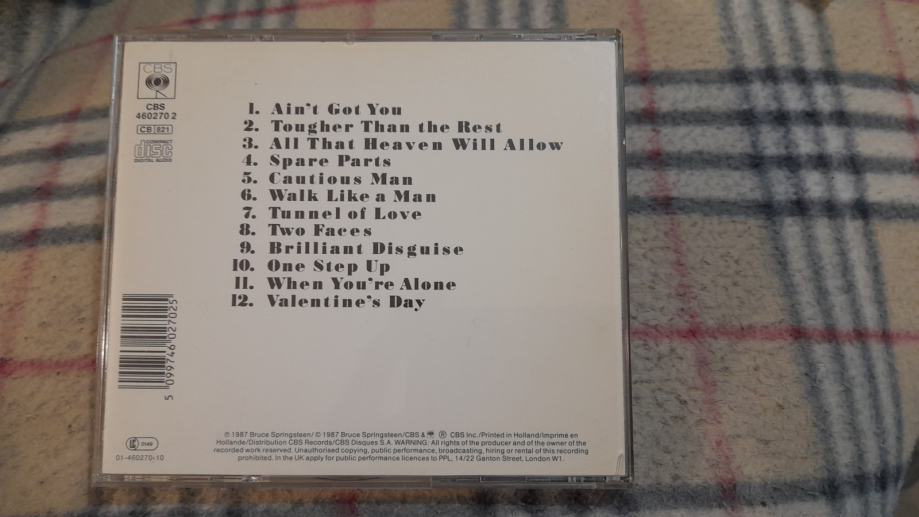 CBS
CBS
460270 2
CB 821
COMPACT
disc
DIGITAL AUDIO
1. Ain't Got You
2. Tougher Than the Rest
3. All That Heaven Will Allow
4. Spare Parts
5. Cautious Man
6. Walk Like a Man
7. Tunnel of Love
8. Two Faces
9. Brilliant Disguise
10. One Step Up
11. When You're Alone
12. Valentine's Day
5 099746 027025
0149
01-460270-10
℗ 1987 Bruce Springsteen/ © 1987 Bruce Springsteen/CBS & ® CBS Inc./Printed in Holland/Imprimé en
Hollande/Distribution CBS Records/CBS Disques S.A. WARNING: All rights of the producer and of the owner of the
recorded work reserved. Unauthorised copying, public performance, broadcasting, hiring or rental of this recording
prohibited. In the UK apply for public performance licences to PPL, 14/22 Ganton Street, London W1.